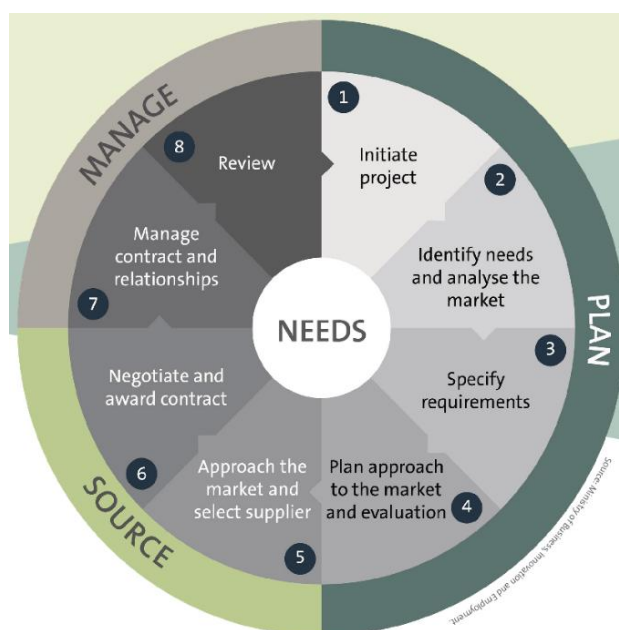 MANAGE
PLAN
SOURCE
NEEDS
1
Initiate
project
2
Identify needs
and analyse the
market
3
Specify
requirements
4
Plan approach
to the market
and evaluation
5
Approach the
market and
select supplier
6
Negotiate and
award contract
7
Manage
contract and
relationships
8
Review
Source: Ministry of Business, Innovation and Employment